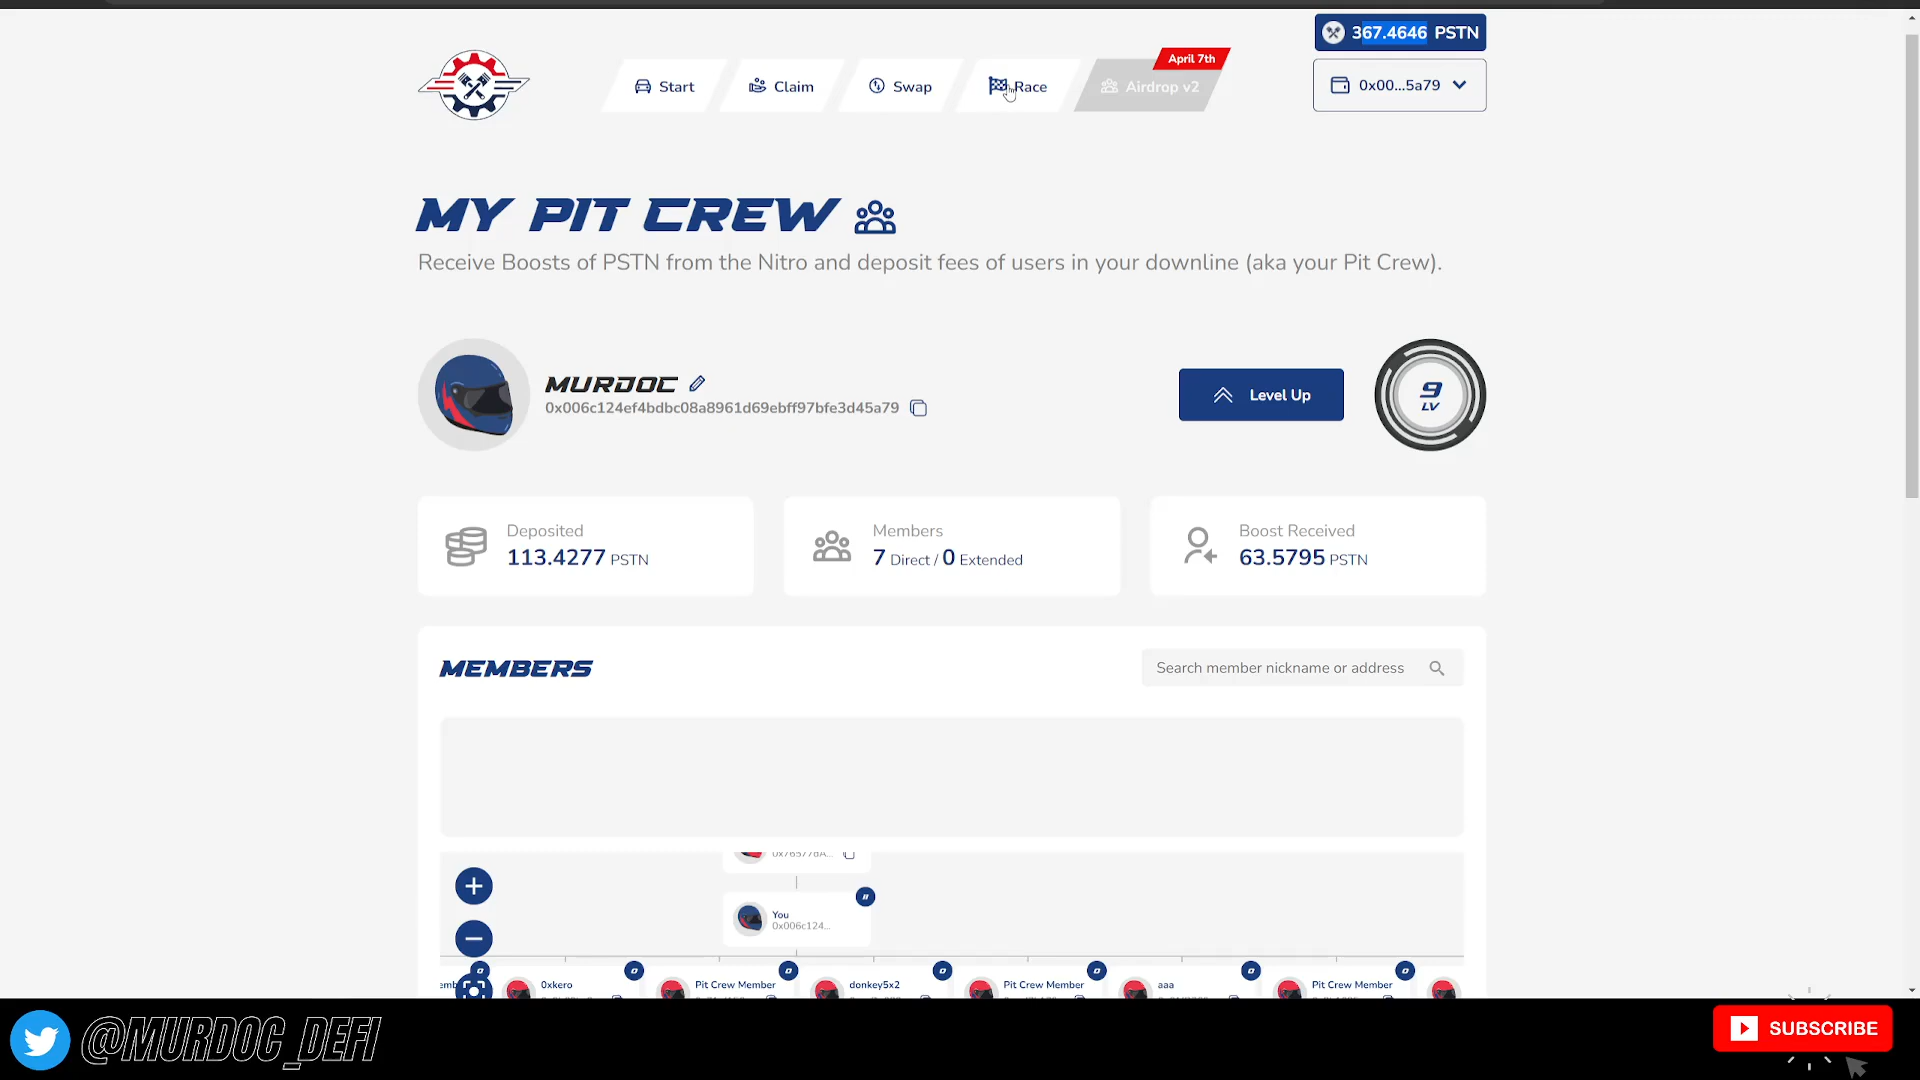 367.4646 PSTN
April 7th
Start
Claim
Swap
Race
Airdrop v2
0x00...5a79
MY PIT CREW
Receive Boosts of PSTN from the Nitro and deposit fees of users in your downline (aka your Pit Crew).
MURDOC
0x006c124ef4bdbc08a8961d69ebff97bfe3d45a79
Level Up
9
LV
Deposited
113.4277 PSTN
Members
7 Direct / 0 Extended
Boost Received
63.5795 PSTN
MEMBERS
Search member nickname or address
You
0x006c124...
0xkero
Pit Crew Member
donkey5x2
Pit Crew Member
aaa
Pit Crew Member
@MURDOC_DEFI
SUBSCRIBE